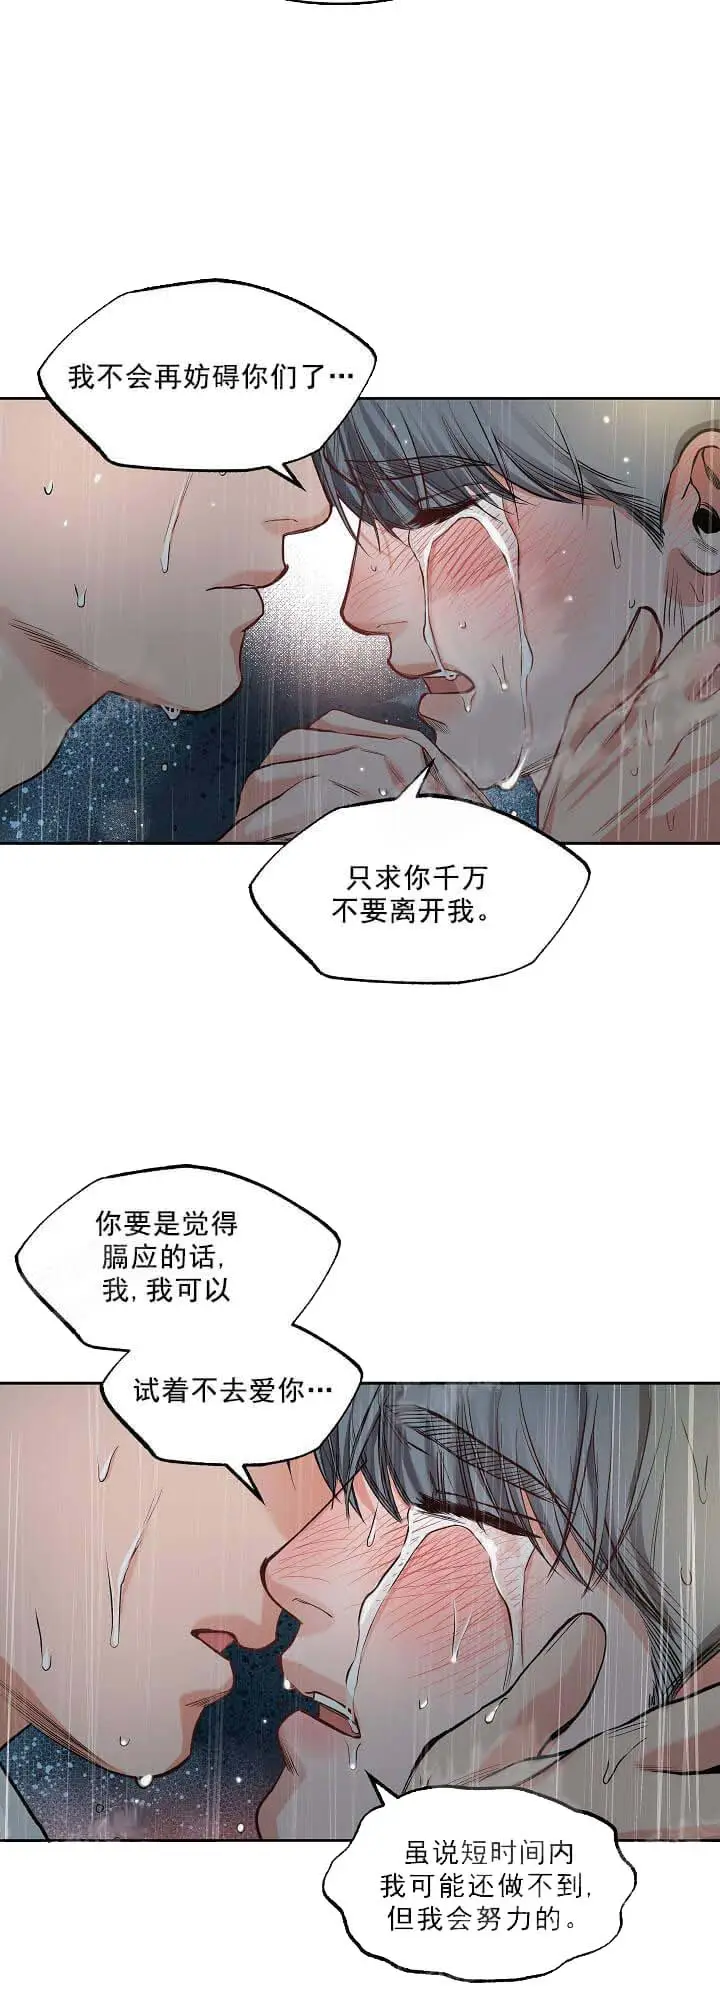 我不会再妨碍你们了…
只求你千万
不要离开我。
你要是觉得
膈应的话,
我,我可以
试着不去爱你…
虽说短时间内
我可能还做不到,
但我会努力的。